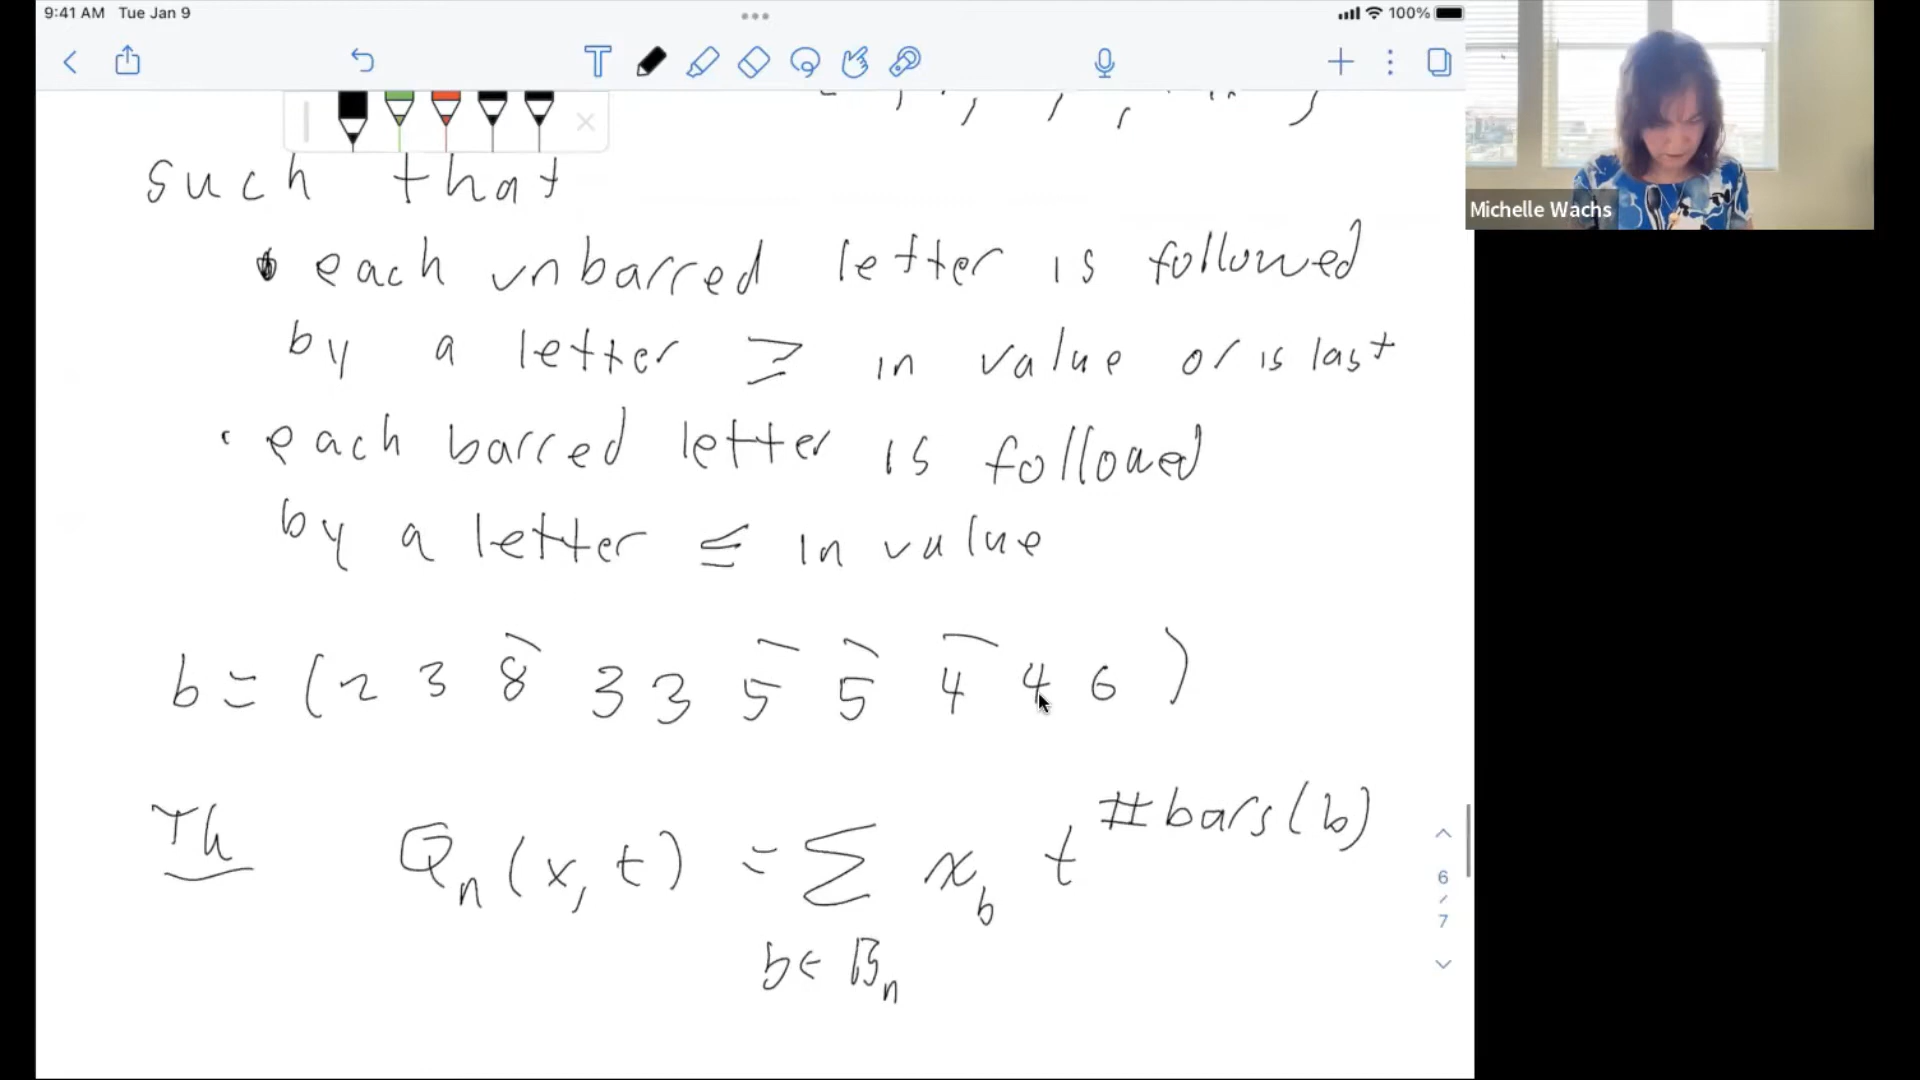 9:41 AM Tue Jan 9
100%
such that
• each unbarred letter is followed
by a letter ≥ in value or is last
• each barred letter is followed
by a letter ≤ in value
b = (2 3 8̅ 3 3 5̅ 5̅ 4̅ 4 6)
Th Q_n(x, t) = Σ x_b t^{#bars(b)}
b ∈ B_n
6
/
7
Michelle Wachs